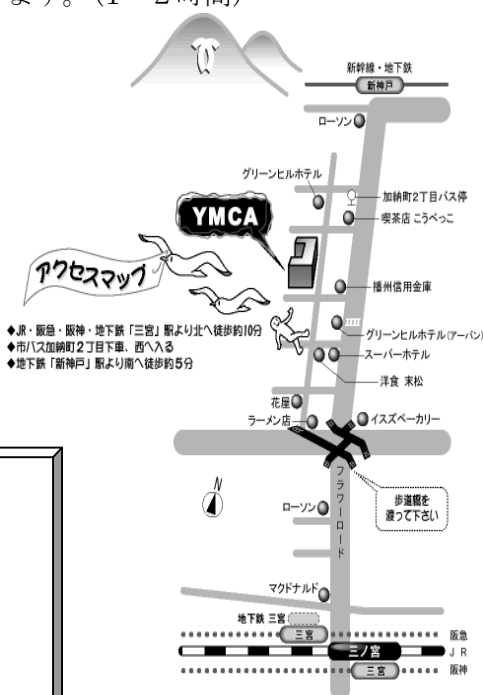 ます。(1~2時間)
新幹線・地下鉄
新神戸
ローソン
グリーンヒルホテル
加納町2丁目バス停
YMCA
喫茶店 こうべっこ
アクセスマップ
播州信用金庫
◆JR・阪急・阪神・地下鉄「三宮」駅より北へ徒歩約10分
◆市バス加納町2丁目下車、西へ入る
◆地下鉄「新神戸」駅より南へ徒歩約5分
グリーンヒルホテル(アーバン)
スーパーホテル
洋食 末松
花屋
ラーメン店
イスズベーカリー
フラワーロード
歩道橋を
渡って下さい
ローソン
マクドナルド
地下鉄 三宮
三宮
阪急
三ノ宮
JR
三宮
阪神